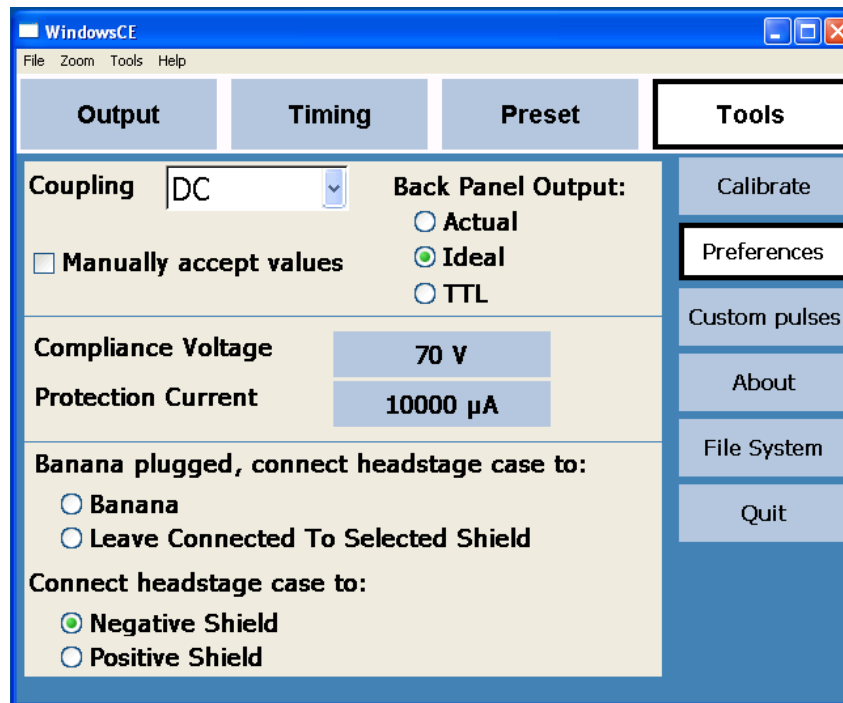 WindowsCE
File Zoom Tools Help
Output Timing Preset Tools
Coupling DC
Manually accept values
Back Panel Output:
Actual
Ideal
TTL
Compliance Voltage 70 V
Protection Current 10000 µA
Banana plugged, connect headstage case to:
Banana
Leave Connected To Selected Shield
Connect headstage case to:
Negative Shield
Positive Shield
Calibrate
Preferences
Custom pulses
About
File System
Quit